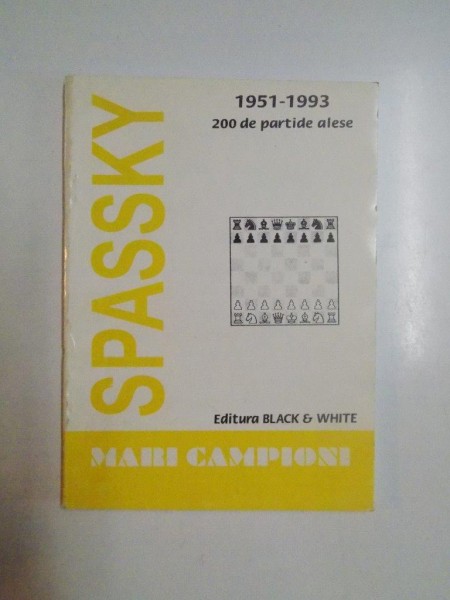 SPASSKY
1951-1993
200 de partide alese
Editura BLACK & WHITE
MARI CAMPIONI